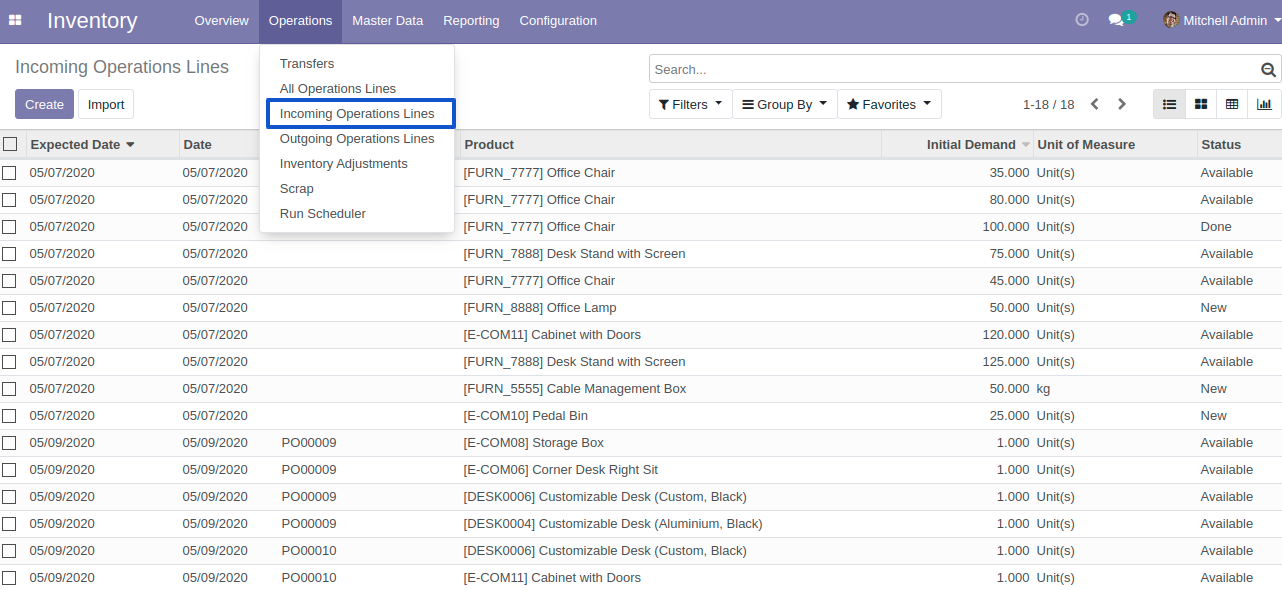 Inventory Overview Operations Master Data Reporting Configuration 1 Mitchell Admin
Incoming Operations Lines
Search...
Create Import
Filters Group By Favorites 1-18 / 18
Transfers
All Operations Lines
Incoming Operations Lines
Outgoing Operations Lines
Inventory Adjustments
Scrap
Run Scheduler
Expected Date Date Product Initial Demand Unit of Measure Status
05/07/2020 05/07/2020 [FURN_7777] Office Chair 35.000 Unit(s) Available
05/07/2020 05/07/2020 [FURN_7777] Office Chair 80.000 Unit(s) Available
05/07/2020 05/07/2020 [FURN_7777] Office Chair 100.000 Unit(s) Done
05/07/2020 05/07/2020 [FURN_7888] Desk Stand with Screen 75.000 Unit(s) Available
05/07/2020 05/07/2020 [FURN_7777] Office Chair 45.000 Unit(s) Available
05/07/2020 05/07/2020 [FURN_8888] Office Lamp 50.000 Unit(s) New
05/07/2020 05/07/2020 [E-COM11] Cabinet with Doors 120.000 Unit(s) Available
05/07/2020 05/07/2020 [FURN_7888] Desk Stand with Screen 125.000 Unit(s) Available
05/07/2020 05/07/2020 [FURN_5555] Cable Management Box 50.000 kg New
05/07/2020 05/07/2020 [E-COM10] Pedal Bin 25.000 Unit(s) New
05/09/2020 05/09/2020 PO00009 [E-COM08] Storage Box 1.000 Unit(s) Available
05/09/2020 05/09/2020 PO00009 [E-COM06] Corner Desk Right Sit 1.000 Unit(s) Available
05/09/2020 05/09/2020 PO00009 [DESK0006] Customizable Desk (Custom, Black) 1.000 Unit(s) Available
05/09/2020 05/09/2020 PO00009 [DESK0004] Customizable Desk (Aluminium, Black) 1.000 Unit(s) Available
05/09/2020 05/09/2020 PO00010 [DESK0006] Customizable Desk (Custom, Black) 1.000 Unit(s) Available
05/09/2020 05/09/2020 PO00010 [E-COM11] Cabinet with Doors 1.000 Unit(s) Available